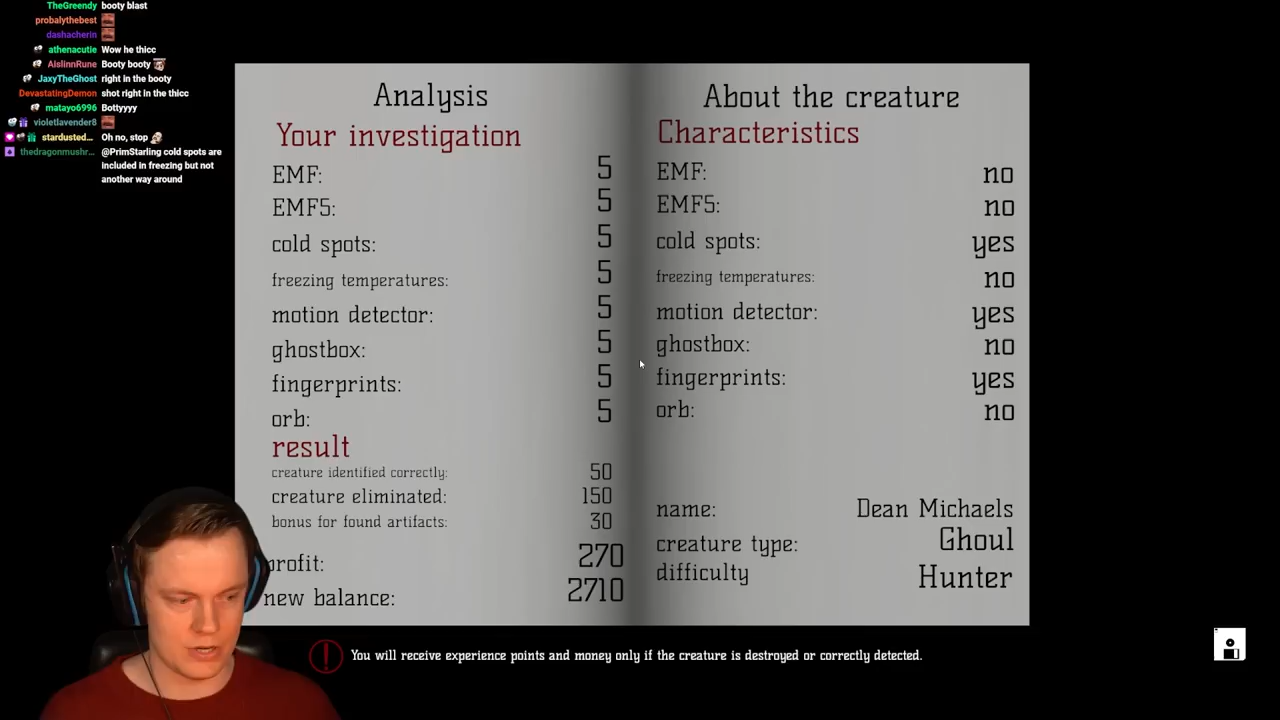 TheGreendy booty blast
probalythebest
dashacherin
athenacutie Wow he thicc
AislinnRune Booty booty
JaxyTheGhost right in the booty
DevastatingDemon shot right in the thicc
matayo6996 Bottyyyy
violetlavender8
stardusted... Oh no, stop
thedragonmushr... @PrimStarling cold spots are
included in freezing but not
another way around
Analysis
Your investigation
EMF: 5
EMF5: 5
cold spots: 5
freezing temperatures: 5
motion detector: 5
ghostbox: 5
fingerprints: 5
orb: 5
result
creature identified correctly: 50
creature eliminated: 150
bonus for found artifacts: 30
profit: 270
new balance: 2710
About the creature
Characteristics
EMF: no
EMF5: no
cold spots: yes
freezing temperatures: no
motion detector: yes
ghostbox: no
fingerprints: yes
orb: no
name: Dean Michaels
creature type: Ghoul
difficulty Hunter
You will receive experience points and money only if the creature is destroyed or correctly detected.